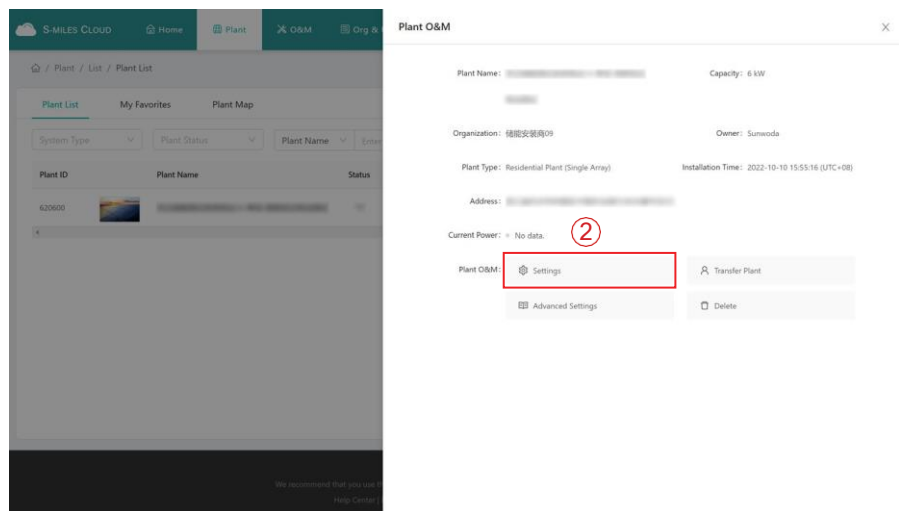 S-MILES CLOUD
Home
Plant
O&M
Org &
/ Plant / List / Plant List
Plant List
My Favorites
Plant Map
System Type
Plant Status
Plant Name
Enter
Plant ID
Plant Name
Status
620600
We recommend that you use
Help Center |
Plant O&M
Plant Name:
Capacity: 6 kW
Organization: 储能安装商09
Owner: Sunwoda
Plant Type: Residential Plant (Single Array)
Installation Time: 2022-10-10 15:55:16 (UTC+08)
Address:
Current Power: No data.
②
Plant O&M:
Settings
Transfer Plant
Advanced Settings
Delete